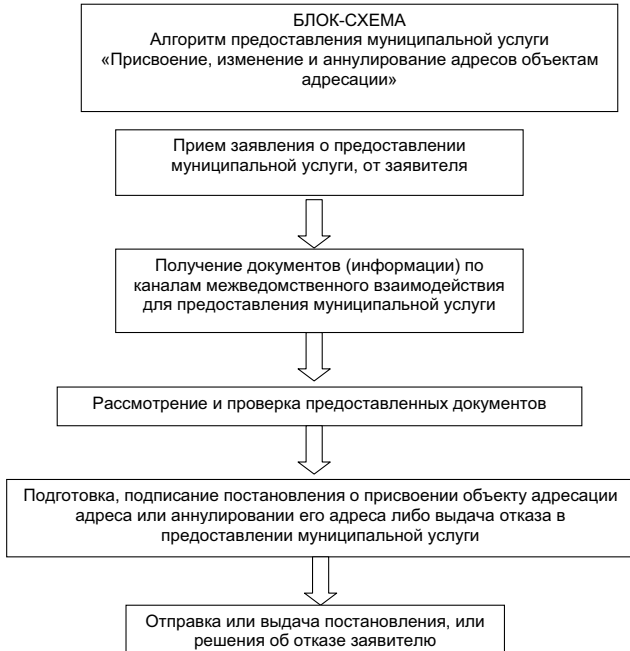 БЛОК-СХЕМА
Алгоритм предоставления муниципальной услуги
«Присвоение, изменение и аннулирование адресов объектам
адресации»
Прием заявления о предоставлении
муниципальной услуги, от заявителя
Получение документов (информации) по
каналам межведомственного взаимодействия
для предоставления муниципальной услуги
Рассмотрение и проверка предоставленных документов
Подготовка, подписание постановления о присвоении объекту адресации
адреса или аннулировании его адреса либо выдача отказа в
предоставлении муниципальной услуги
Отправка или выдача постановления, или
решения об отказе заявителю